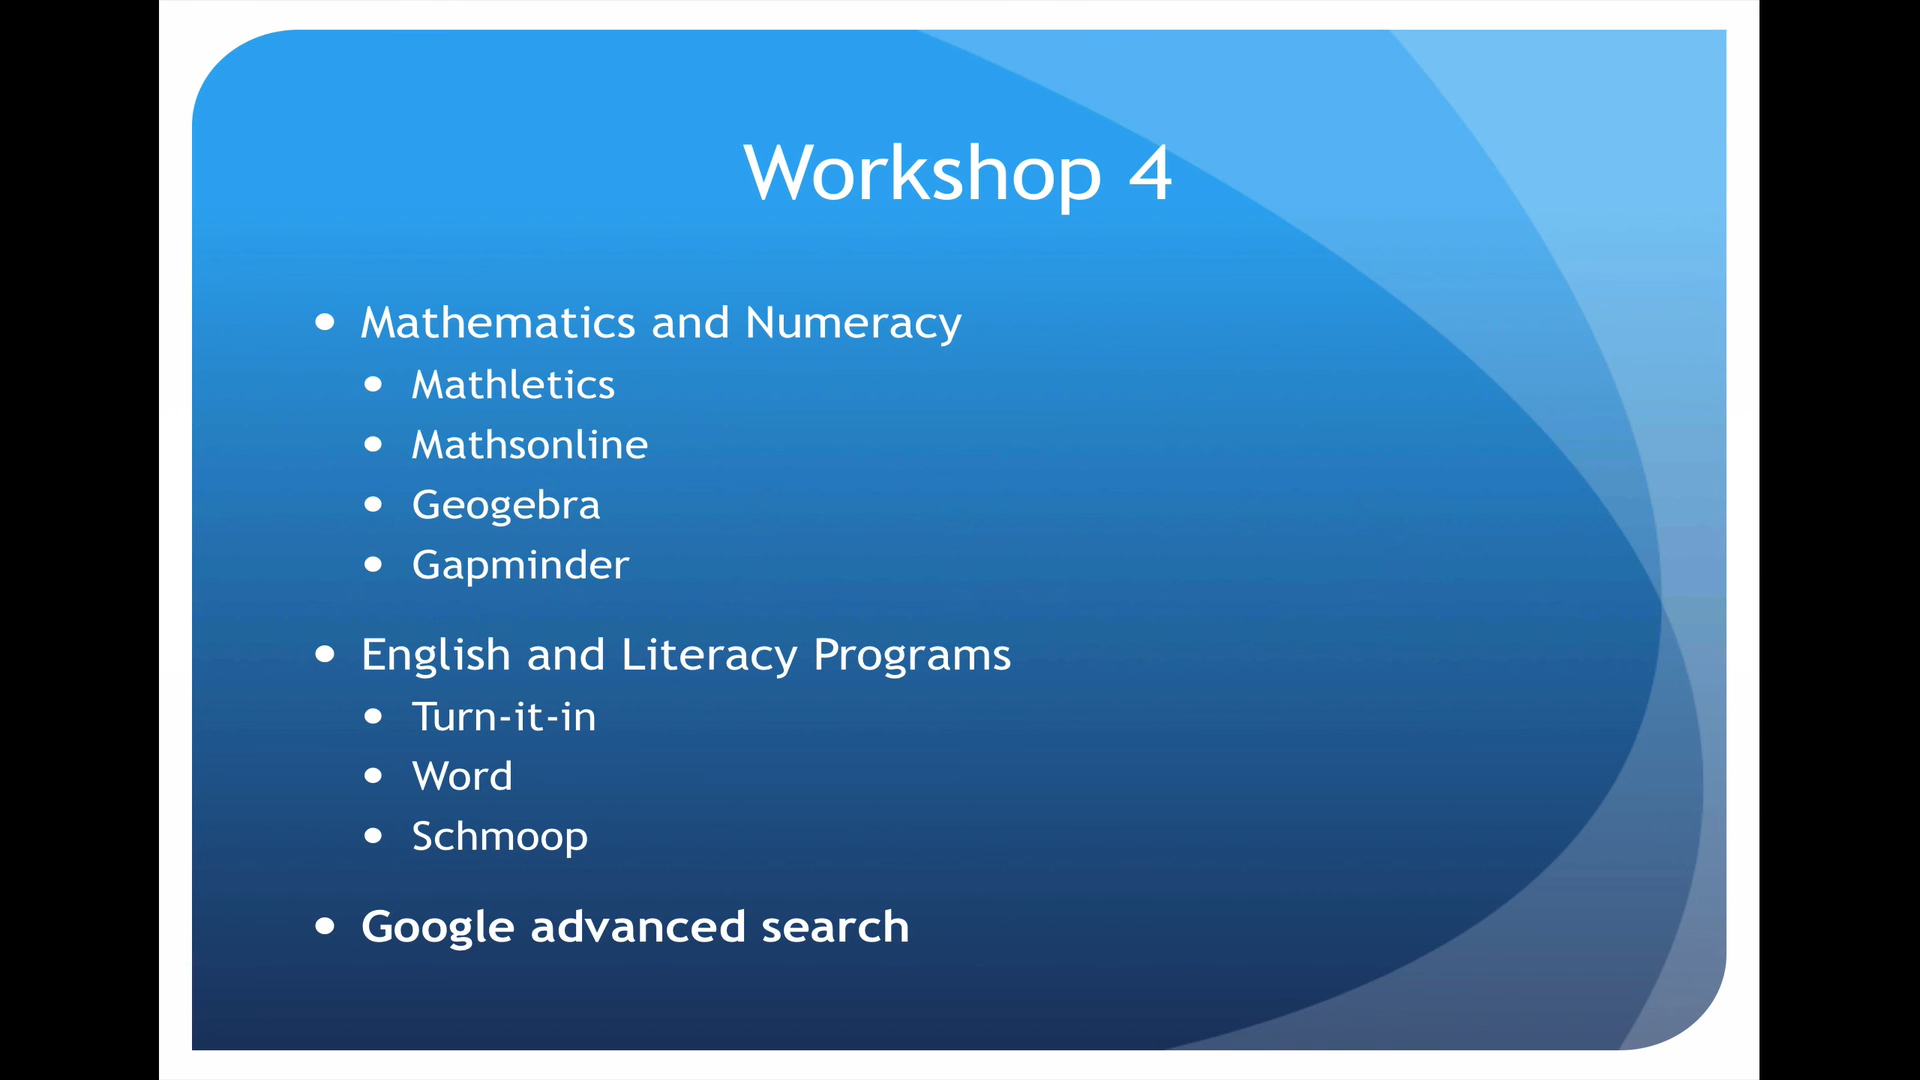 Workshop 4
• Mathematics and Numeracy
• Mathletics
• Mathsonline
• Geogebra
• Gapminder
• English and Literacy Programs
• Turn-it-in
• Word
• Schmoop
• Google advanced search